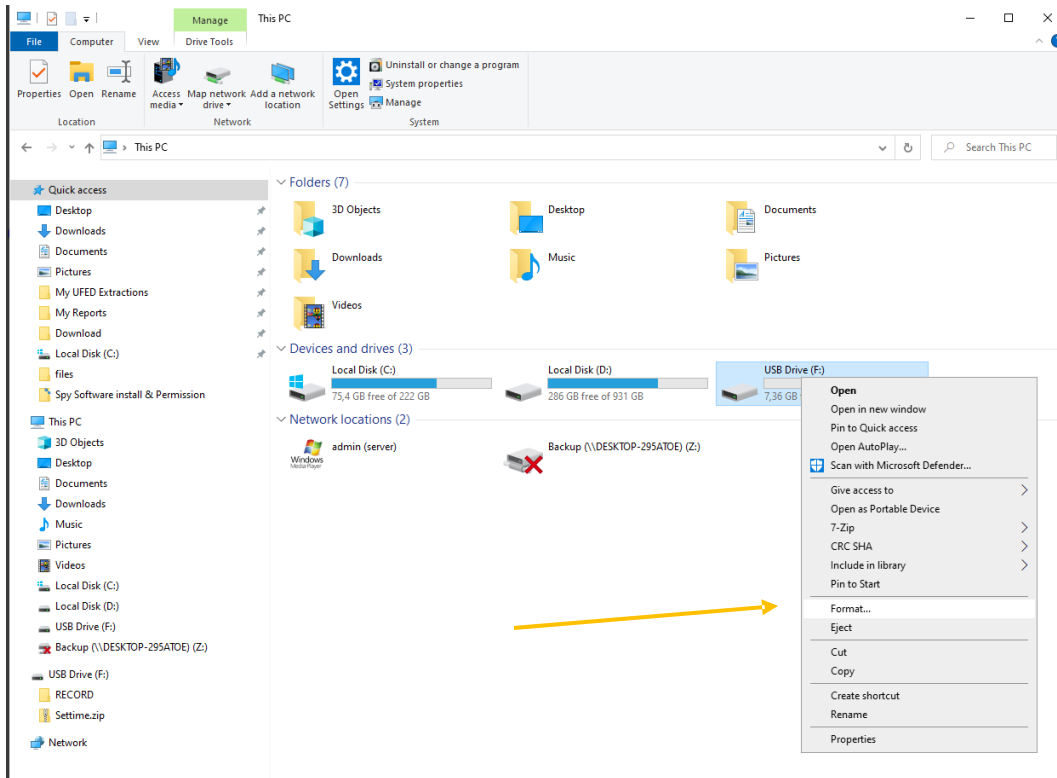 Manage
This PC
File
Computer
View
Drive Tools
Properties
Open
Rename
Access media
Map network drive
Add a network location
Open Settings
Uninstall or change a program
System properties
Manage
Location
Network
System
This PC
Search This PC
Quick access
Desktop
Downloads
Documents
Pictures
My UFED Extractions
My Reports
Download
Local Disk (C:)
files
Spy Software install & Permission
This PC
3D Objects
Desktop
Documents
Downloads
Music
Pictures
Videos
Local Disk (C:)
Local Disk (D:)
USB Drive (F:)
Backup (\\DESKTOP-295ATOE) (Z:)
USB Drive (F:)
RECORD
Settime.zip
Network
Folders (7)
3D Objects
Desktop
Documents
Downloads
Music
Pictures
Videos
Devices and drives (3)
Local Disk (C:)
75,4 GB free of 222 GB
Local Disk (D:)
286 GB free of 931 GB
USB Drive (F:)
7,36 GB
Network locations (2)
Windows
Media Player
admin (server)
Backup (\\DESKTOP-295ATOE) (Z:)
Open
Open in new window
Pin to Quick access
Open AutoPlay...
Scan with Microsoft Defender...
Give access to
Open as Portable Device
7-Zip
CRC SHA
Include in library
Pin to Start
Format...
Eject
Cut
Copy
Create shortcut
Rename
Properties